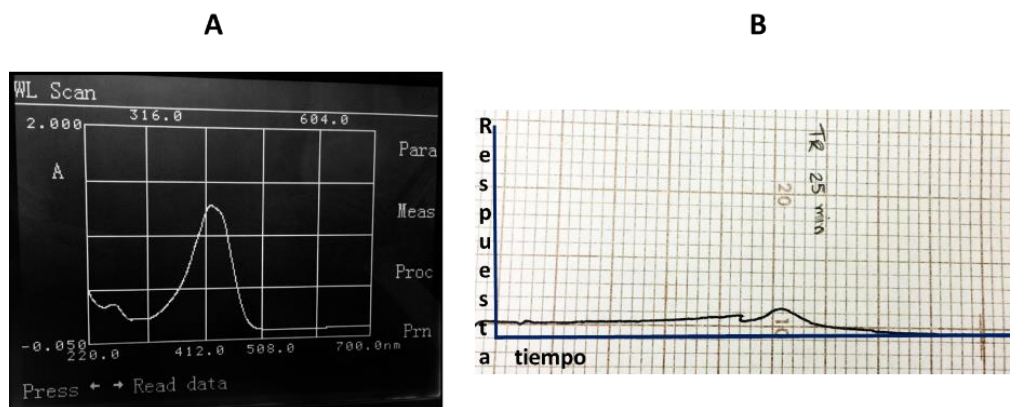 A
B
WL Scan
316.0 604.0
2.000
A
Para
Meas
Proc
Prn
-0.050
220.0 412.0 508.0 700.0nm
Press ← → Read data
Respuesta
tiempo
TR 25 min
20
10